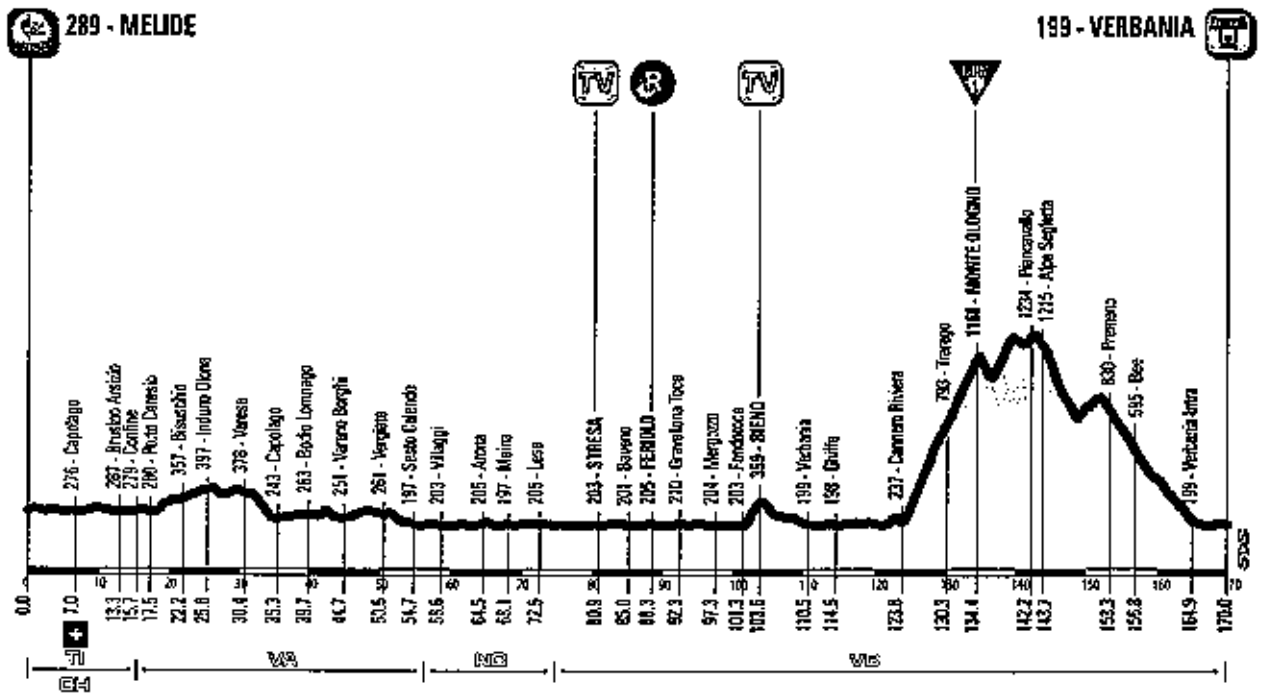 289 - MELIDE
199 - VERBANIA
TV
R
TV
1
276 - Capolago
287 - Brusino Arsizio
279 - Confine
280 - Porto Ceresio
357 - Bisuschio
397 - Induno Olona
378 - Varese
243 - Capolago
263 - Bodio Lomnago
251 - Varano Borghi
261 - Vergiate
197 - Sesto Calende
203 - Villaggi
205 - Arona
197 - Meina
205 - Lesa
203 - STRESA
201 - Baveno
205 - FERIOLO
210 - Gravellona Toce
204 - Mergozzo
203 - Fondotoce
359 - BIENO
199 - Verbania
198 - Ghiffa
237 - Cannero Riviera
793 - Trarego
MONTE OLOGNO
1234 - Piancavallo
1215 - Alpe Segletta
830 - Premeno
595 - Bee
199 - Verbania-Intra
SDS
0 10 20 30 40 50 60 70 80 90 100 110 120 130 140 150 160 70
0.0 7.0 13.3 15.7 17.5 22.2 25.8 30.4 35.3 39.7 44.7 50.5 54.7 58.6 64.5 68.1 72.5 80.9 85.0 88.3 92.3 97.3 101.3 103.8 110.5 114.5 123.8 130.3 134.4 142.2 143.7 153.3 156.8 164.9 170.0
TI VA NO VB
CH